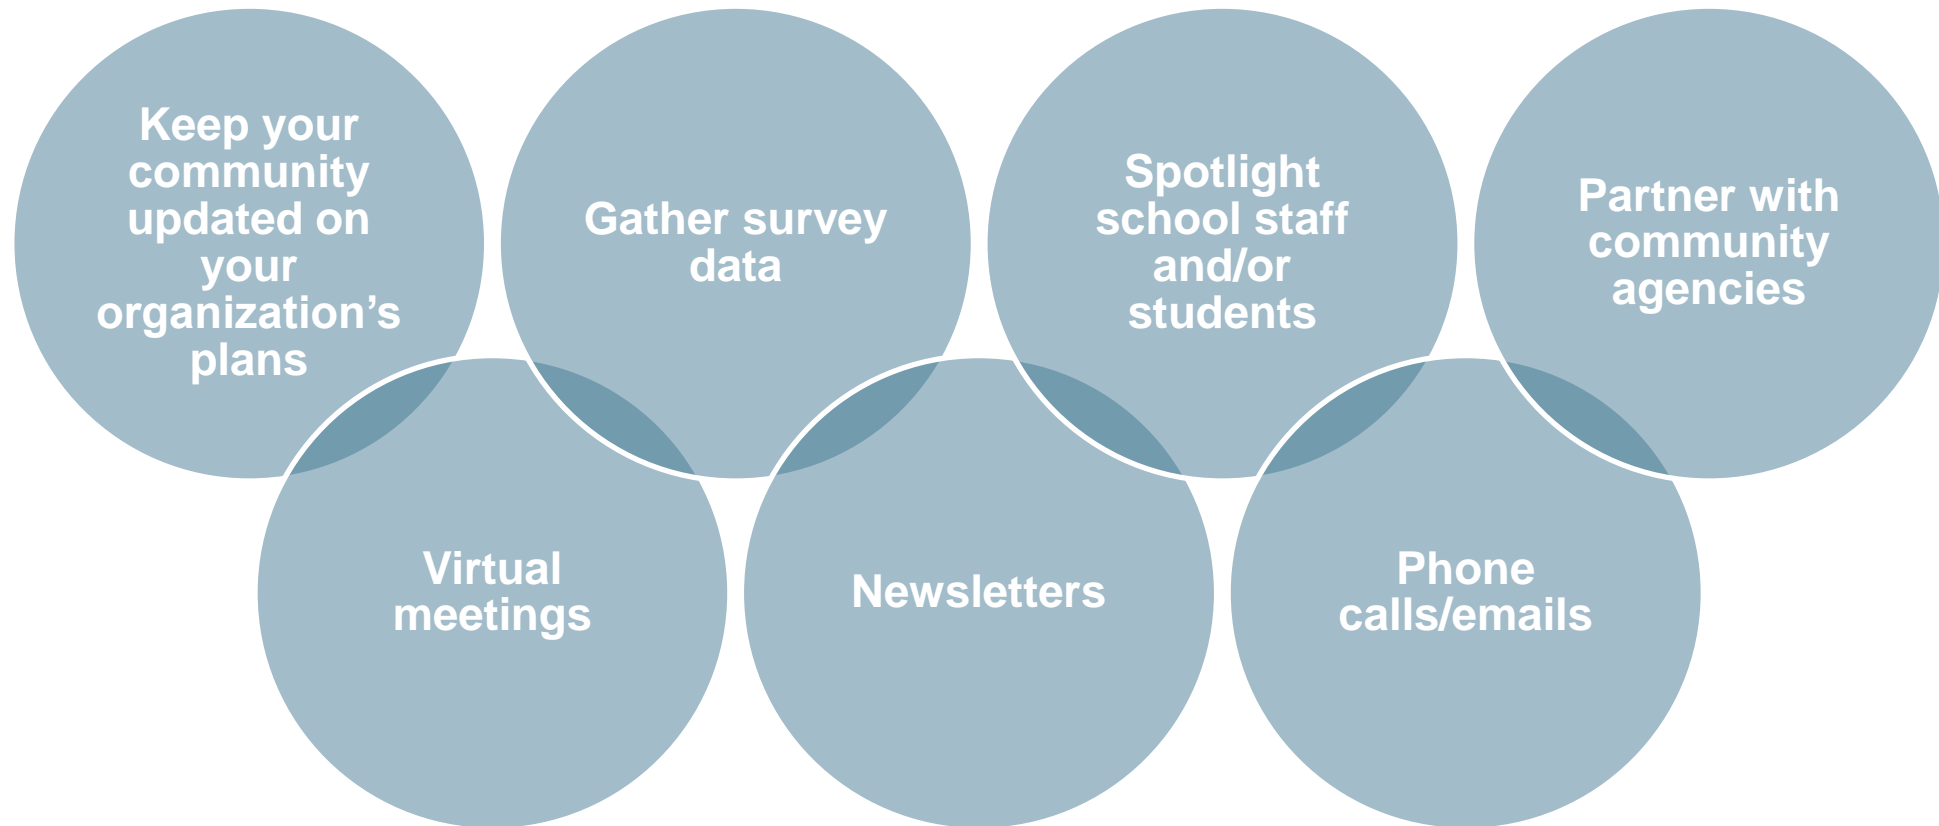 Keep your
community
updated on
your
organization’s
plans
Gather survey
data
Spotlight
school staff
and/or
students
Partner with
community
agencies
Virtual
meetings
Newsletters
Phone
calls/emails